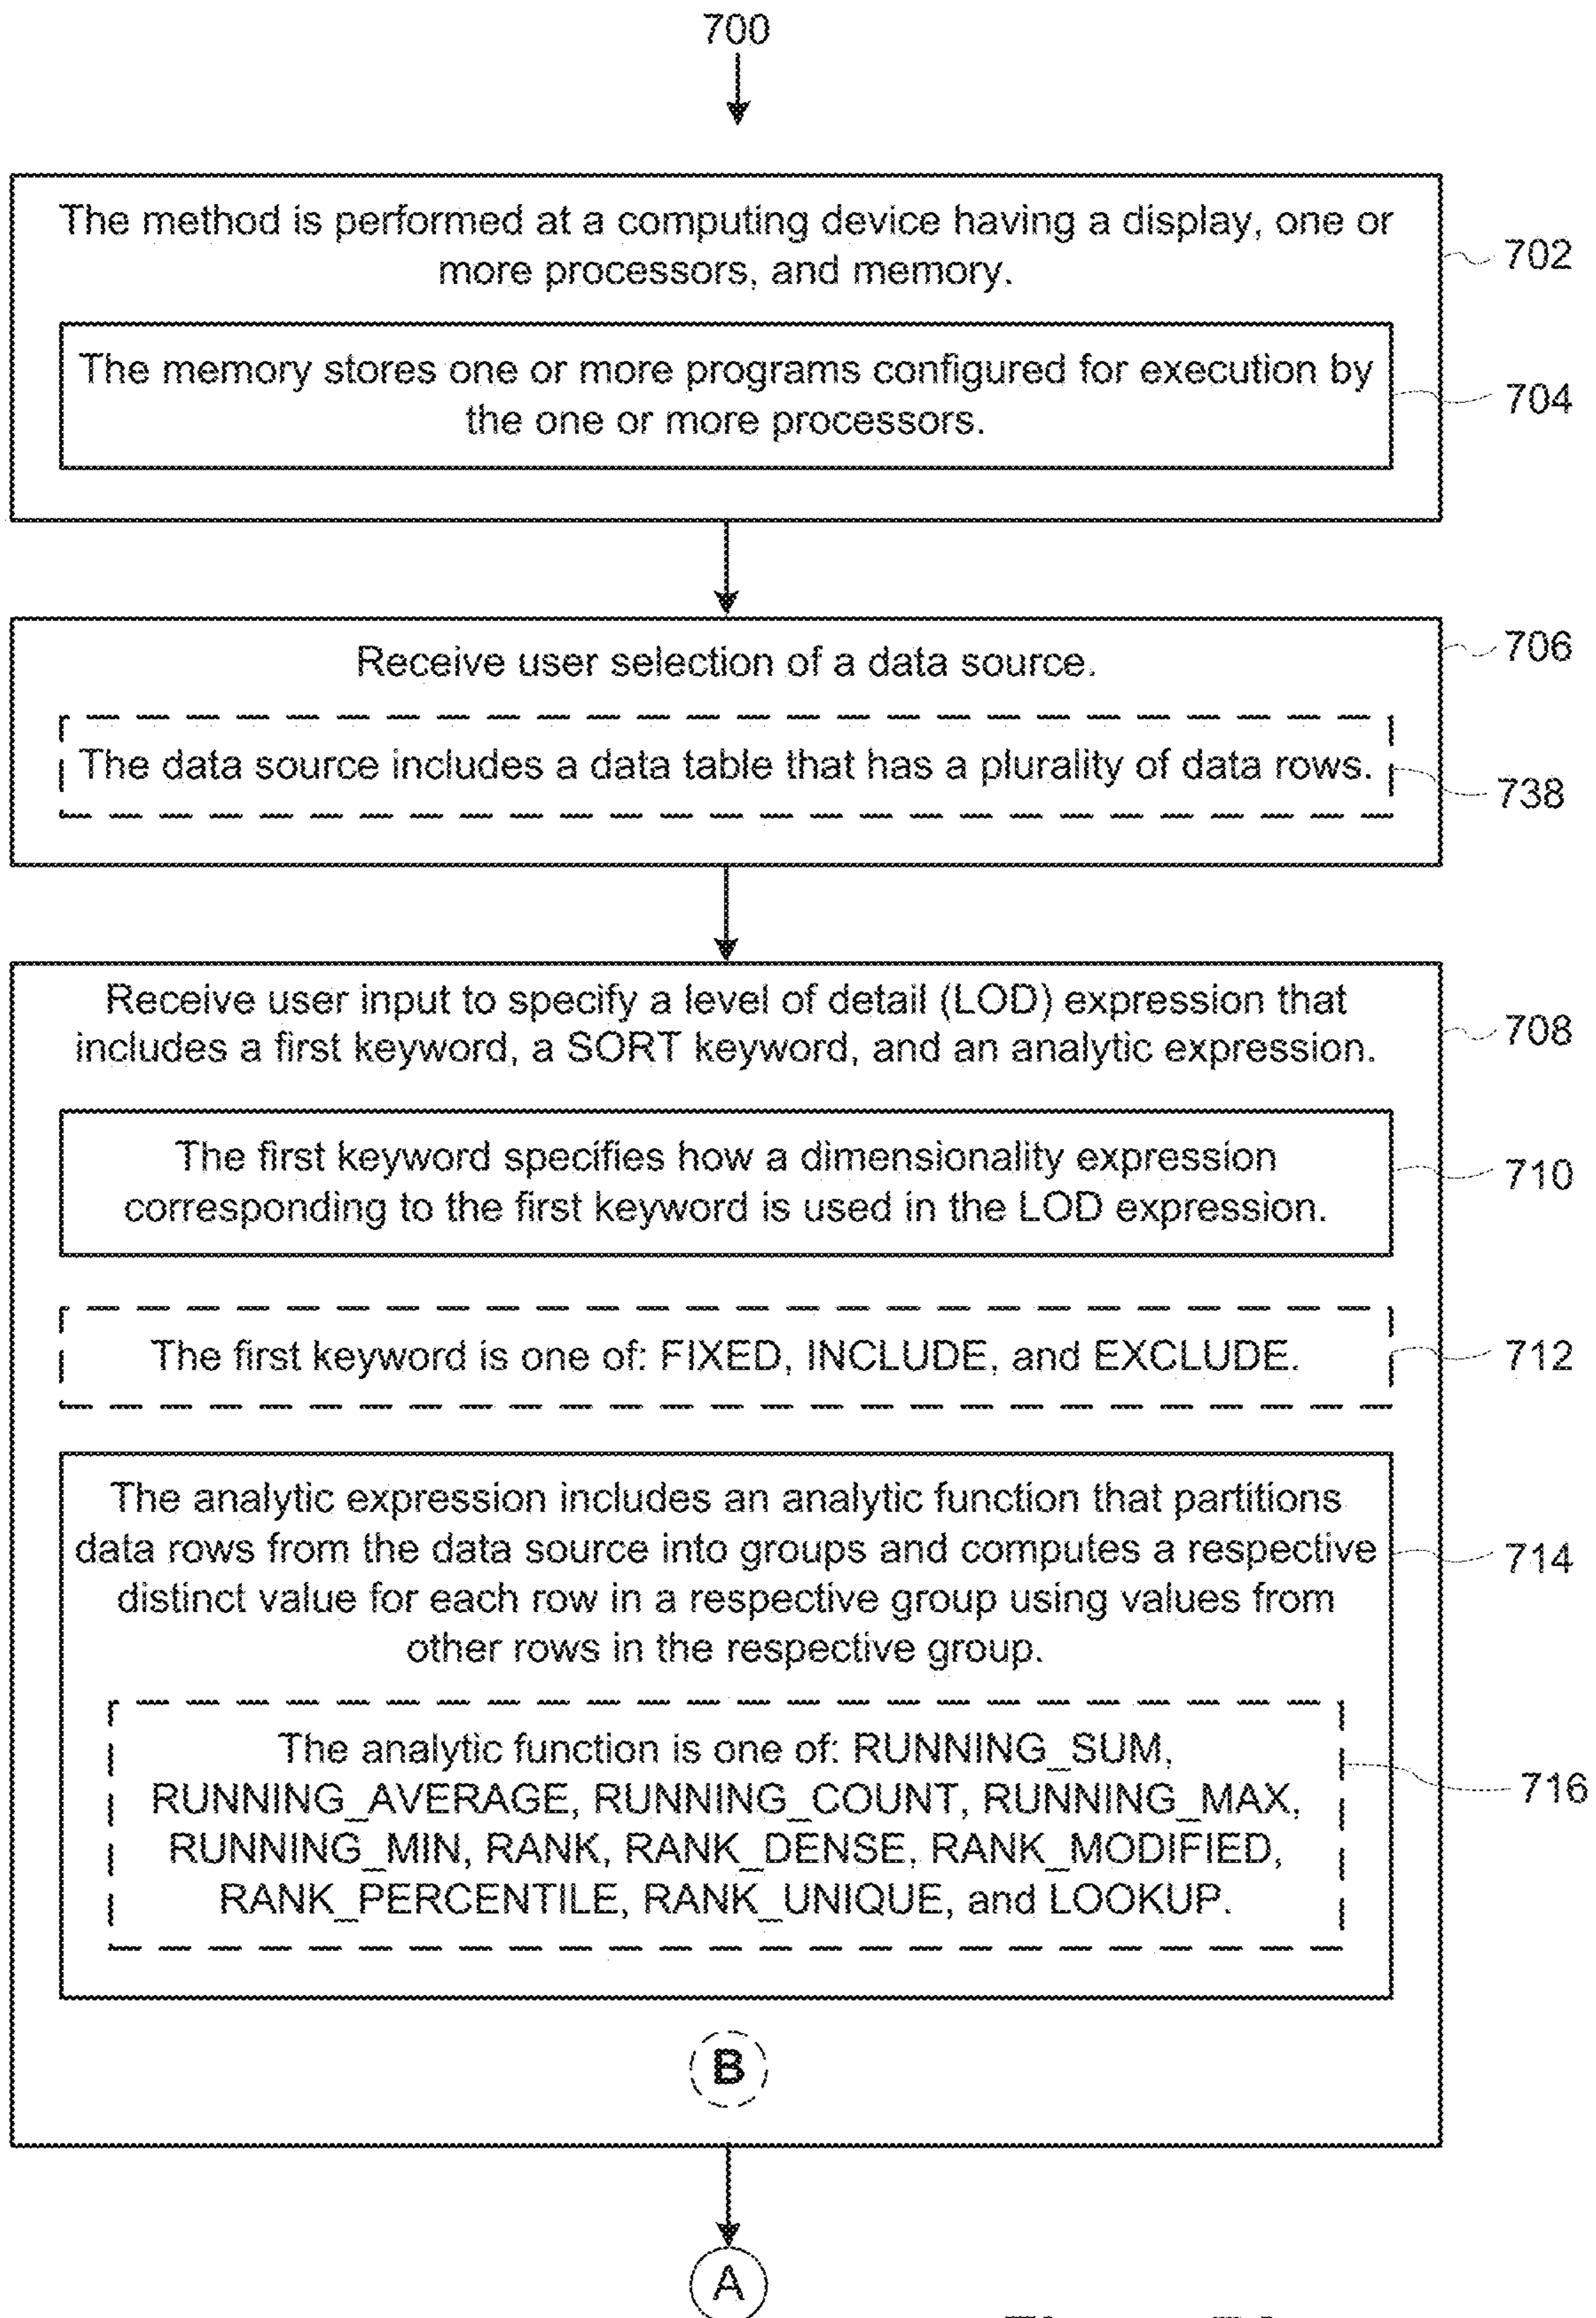 700
The method is performed at a computing device having a display, one or
more processors, and memory.
702
The memory stores one or more programs configured for execution by
the one or more processors.
704
Receive user selection of a data source.
706
The data source includes a data table that has a plurality of data rows.
738
Receive user input to specify a level of detail (LOD) expression that
includes a first keyword, a SORT keyword, and an analytic expression.
708
The first keyword specifies how a dimensionality expression
corresponding to the first keyword is used in the LOD expression.
710
The first keyword is one of: FIXED, INCLUDE, and EXCLUDE.
712
The analytic expression includes an analytic function that partitions
data rows from the data source into groups and computes a respective
distinct value for each row in a respective group using values from
other rows in the respective group.
714
The analytic function is one of: RUNNING_SUM,
RUNNING_AVERAGE, RUNNING_COUNT, RUNNING_MAX,
RUNNING_MIN, RANK, RANK_DENSE, RANK_MODIFIED,
RANK_PERCENTILE, RANK_UNIQUE, and LOOKUP.
716
B
A